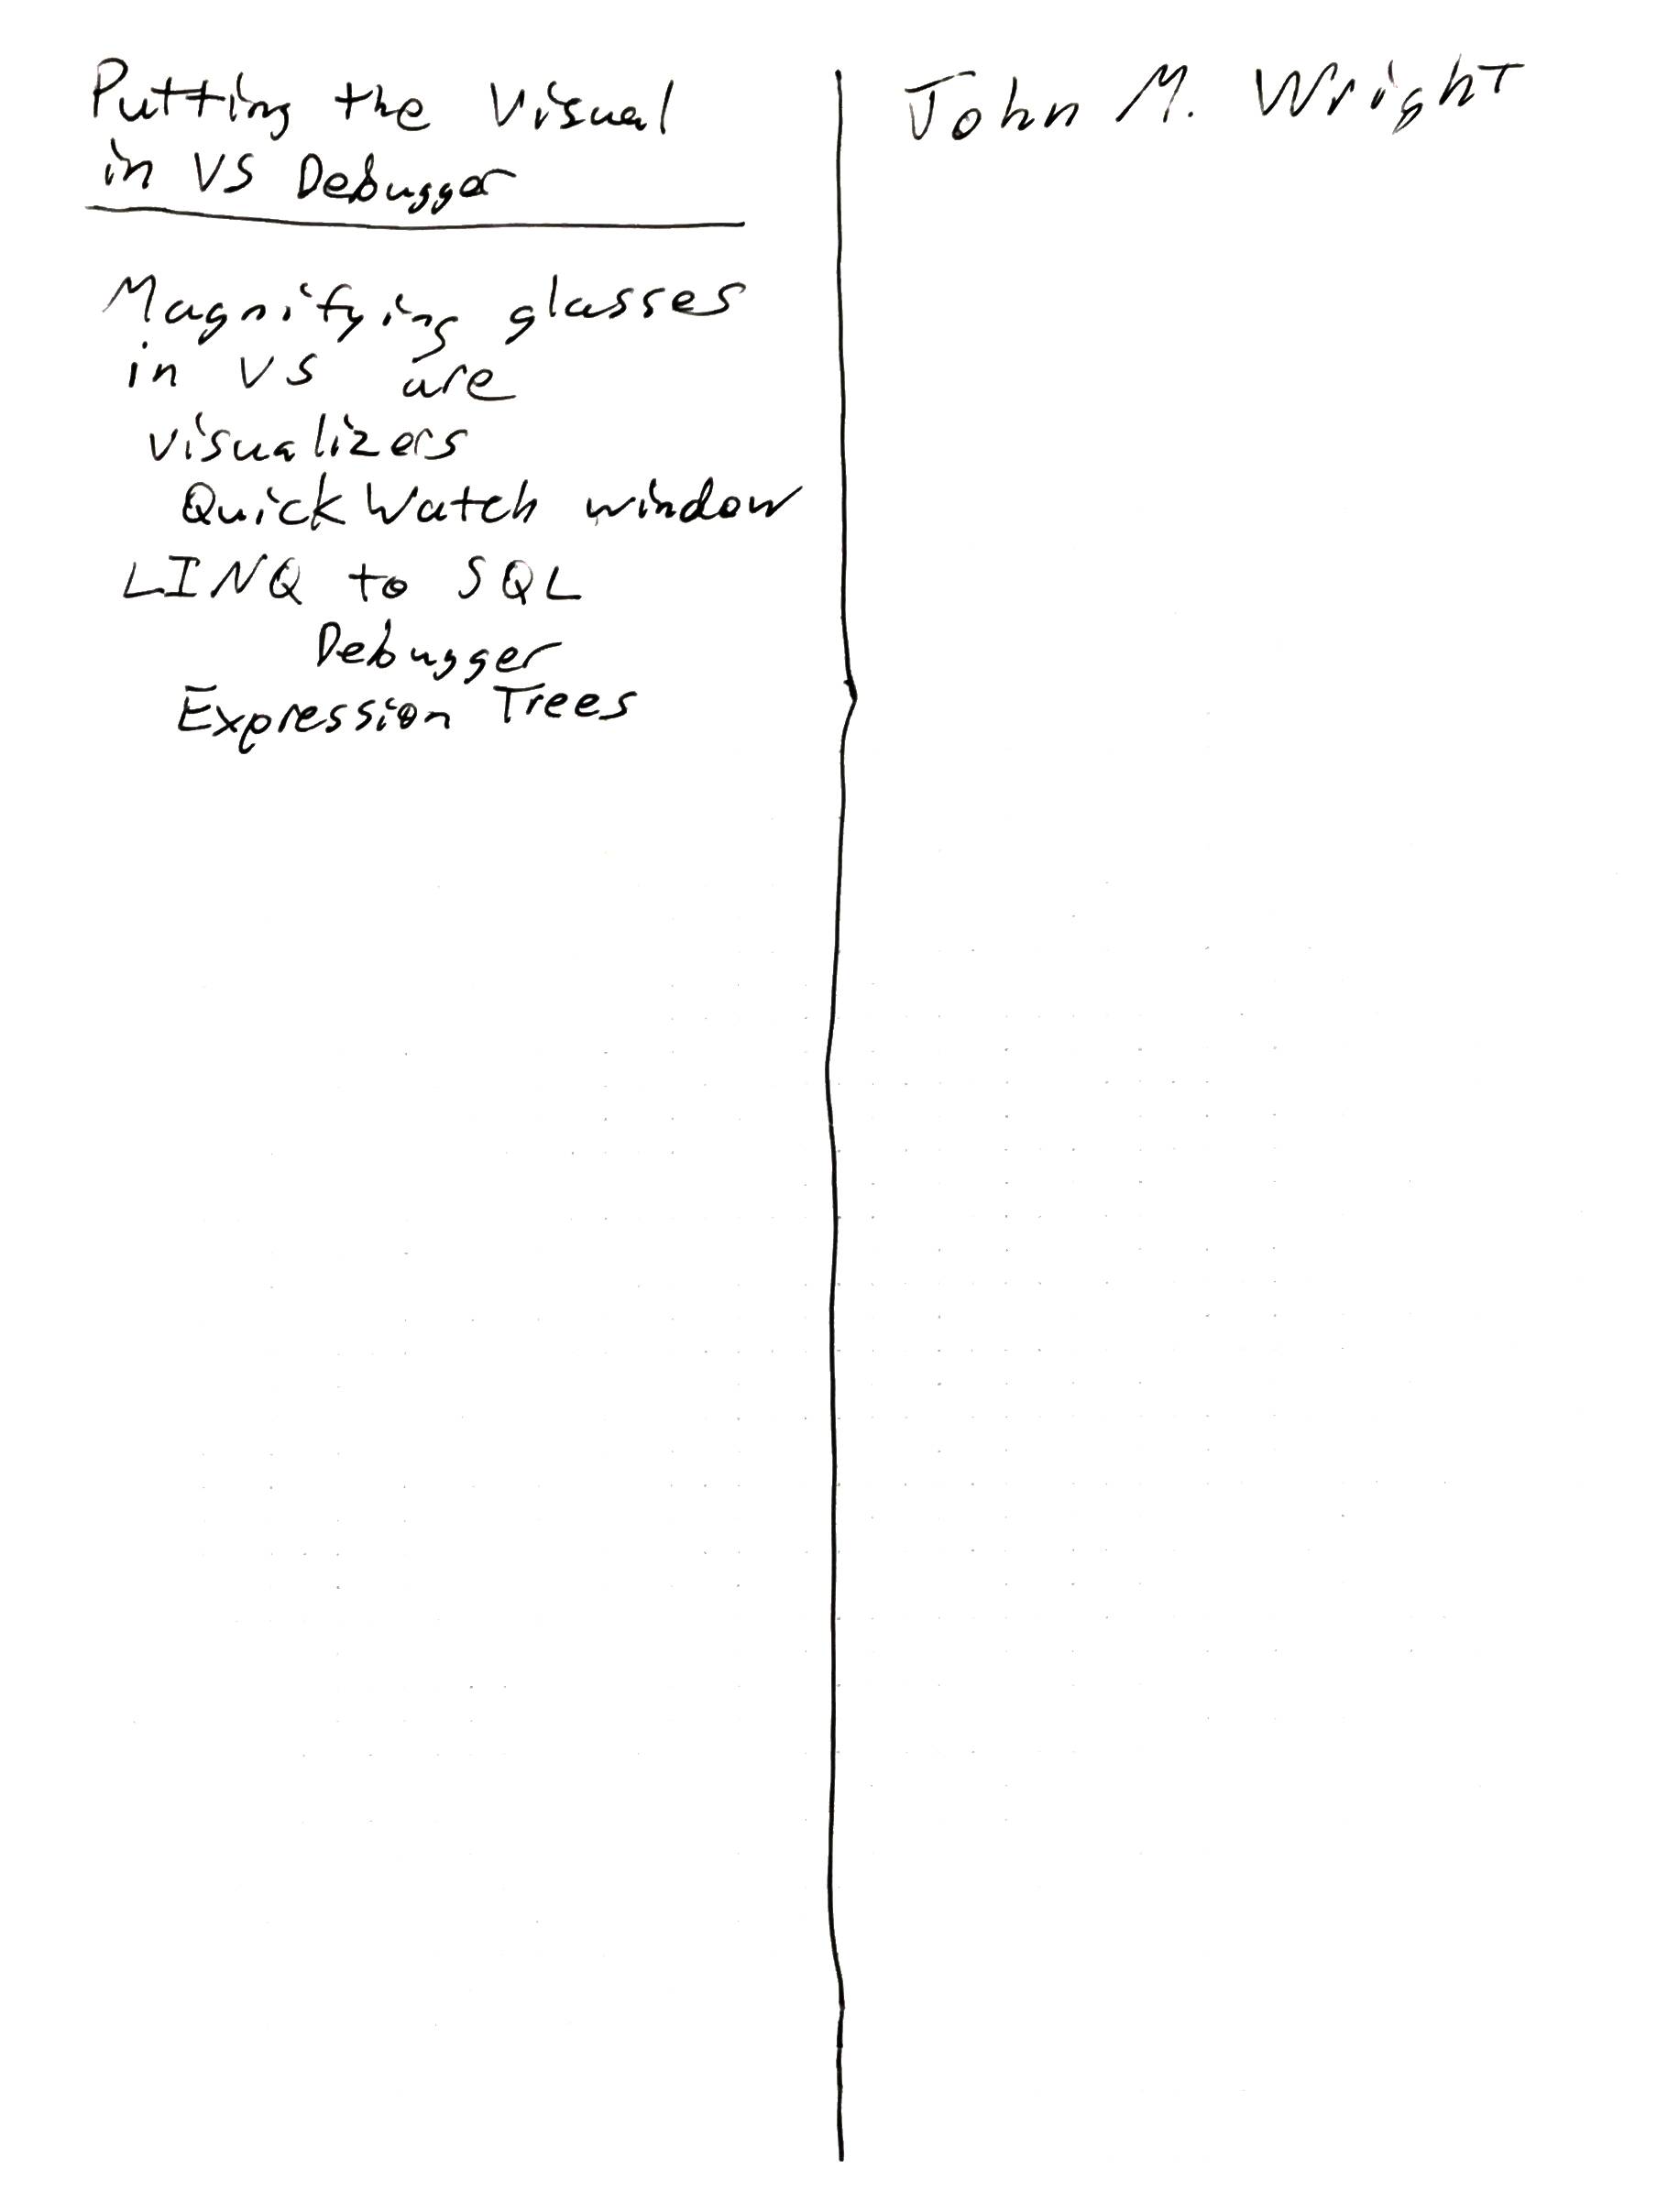 Putting the Visual
in VS Debugger
Magnifying glasses
in VS are
visualizers
QuickWatch window
LINQ to SQL
Debugger
Expression Trees
John M. Wright